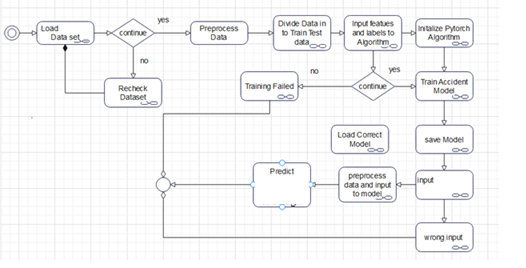 Load
Data set
continue
yes
no
Preprocess
Data
Divide Data in
to Train Test
data
Input featues
and labels to
Algorithm
Initalize Pytorch
Algorithm
Recheck
Dataset
Training Failed
no
continue
yes
Train Accident
Model
Load Correct
Model
save Model
Predict
preprocess
data and input
to model
input
wrong input